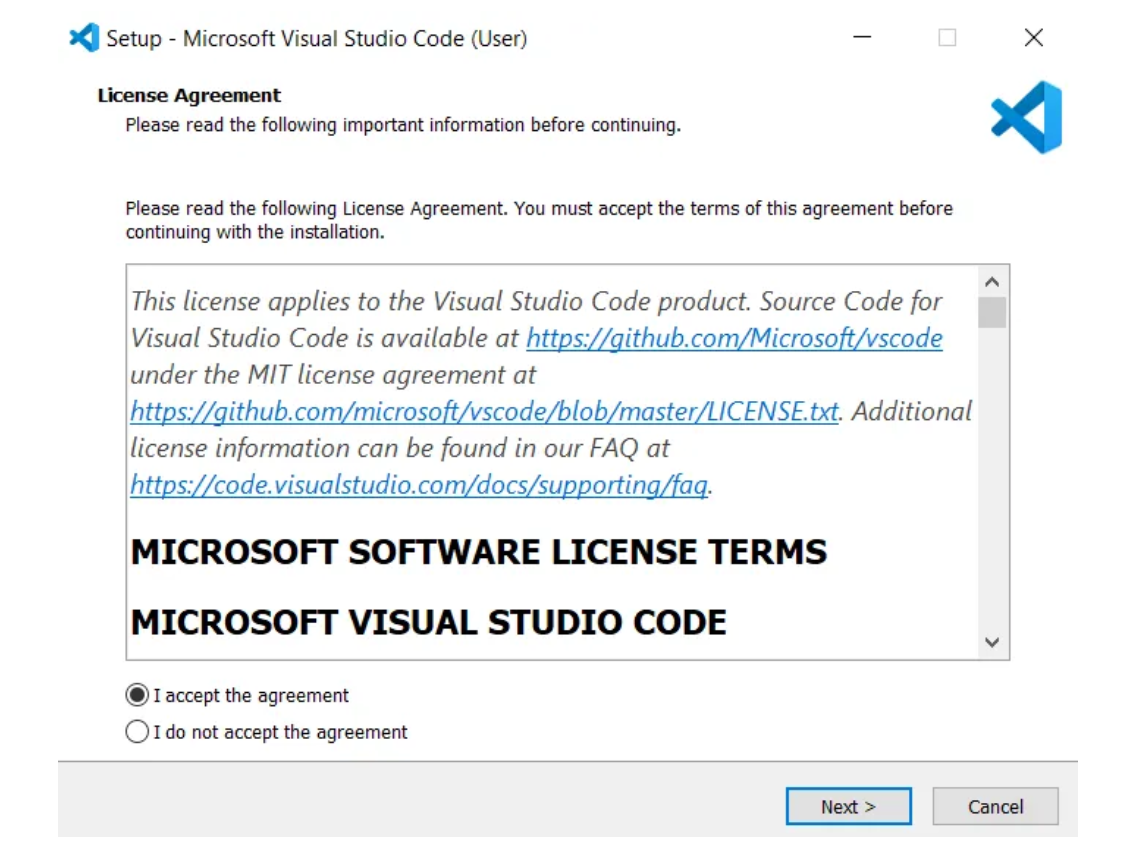 Setup - Microsoft Visual Studio Code (User)
License Agreement
Please read the following important information before continuing.
Please read the following License Agreement. You must accept the terms of this agreement before
continuing with the installation.
This license applies to the Visual Studio Code product. Source Code for
Visual Studio Code is available at https://github.com/Microsoft/vscode
under the MIT license agreement at
https://github.com/microsoft/vscode/blob/master/LICENSE.txt. Additional
license information can be found in our FAQ at
https://code.visualstudio.com/docs/supporting/faq.
MICROSOFT SOFTWARE LICENSE TERMS
MICROSOFT VISUAL STUDIO CODE
I accept the agreement
I do not accept the agreement
Next >
Cancel